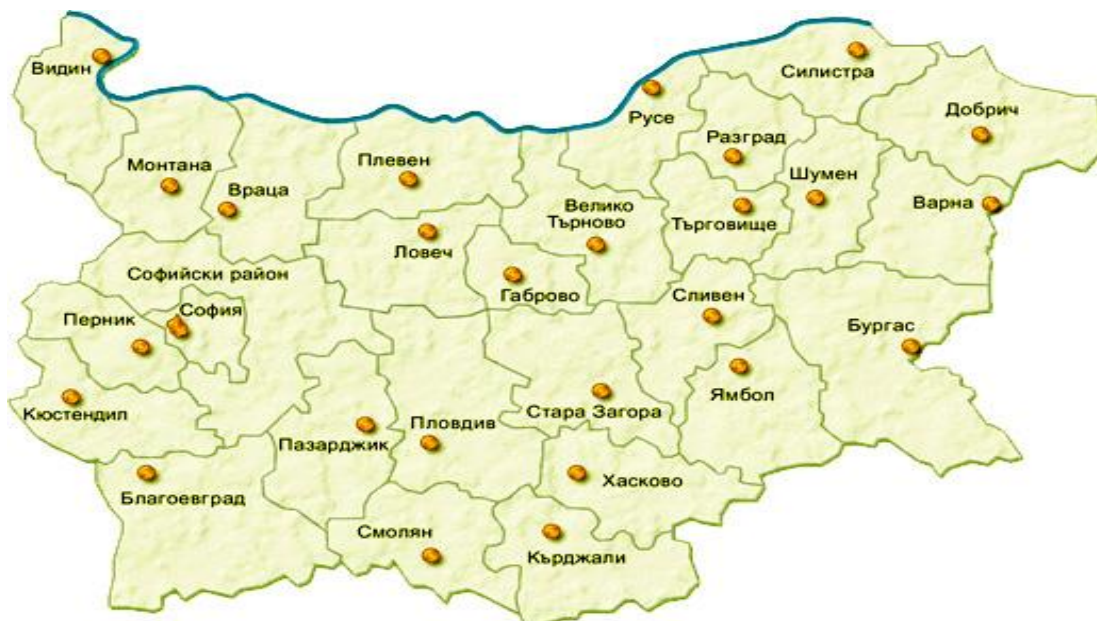 Видин
Силистра
Русе
Добрич
Разград
Плевен
Монтана
Шумен
Враца
Велико
Търново
Варна
Търговище
Ловеч
Софийски район
Габрово
Сливен
София
Перник
Бургас
Ямбол
Кюстендил
Стара Загора
Пловдив
Пазарджик
Хасково
Благоевград
Смолян
Кърджали